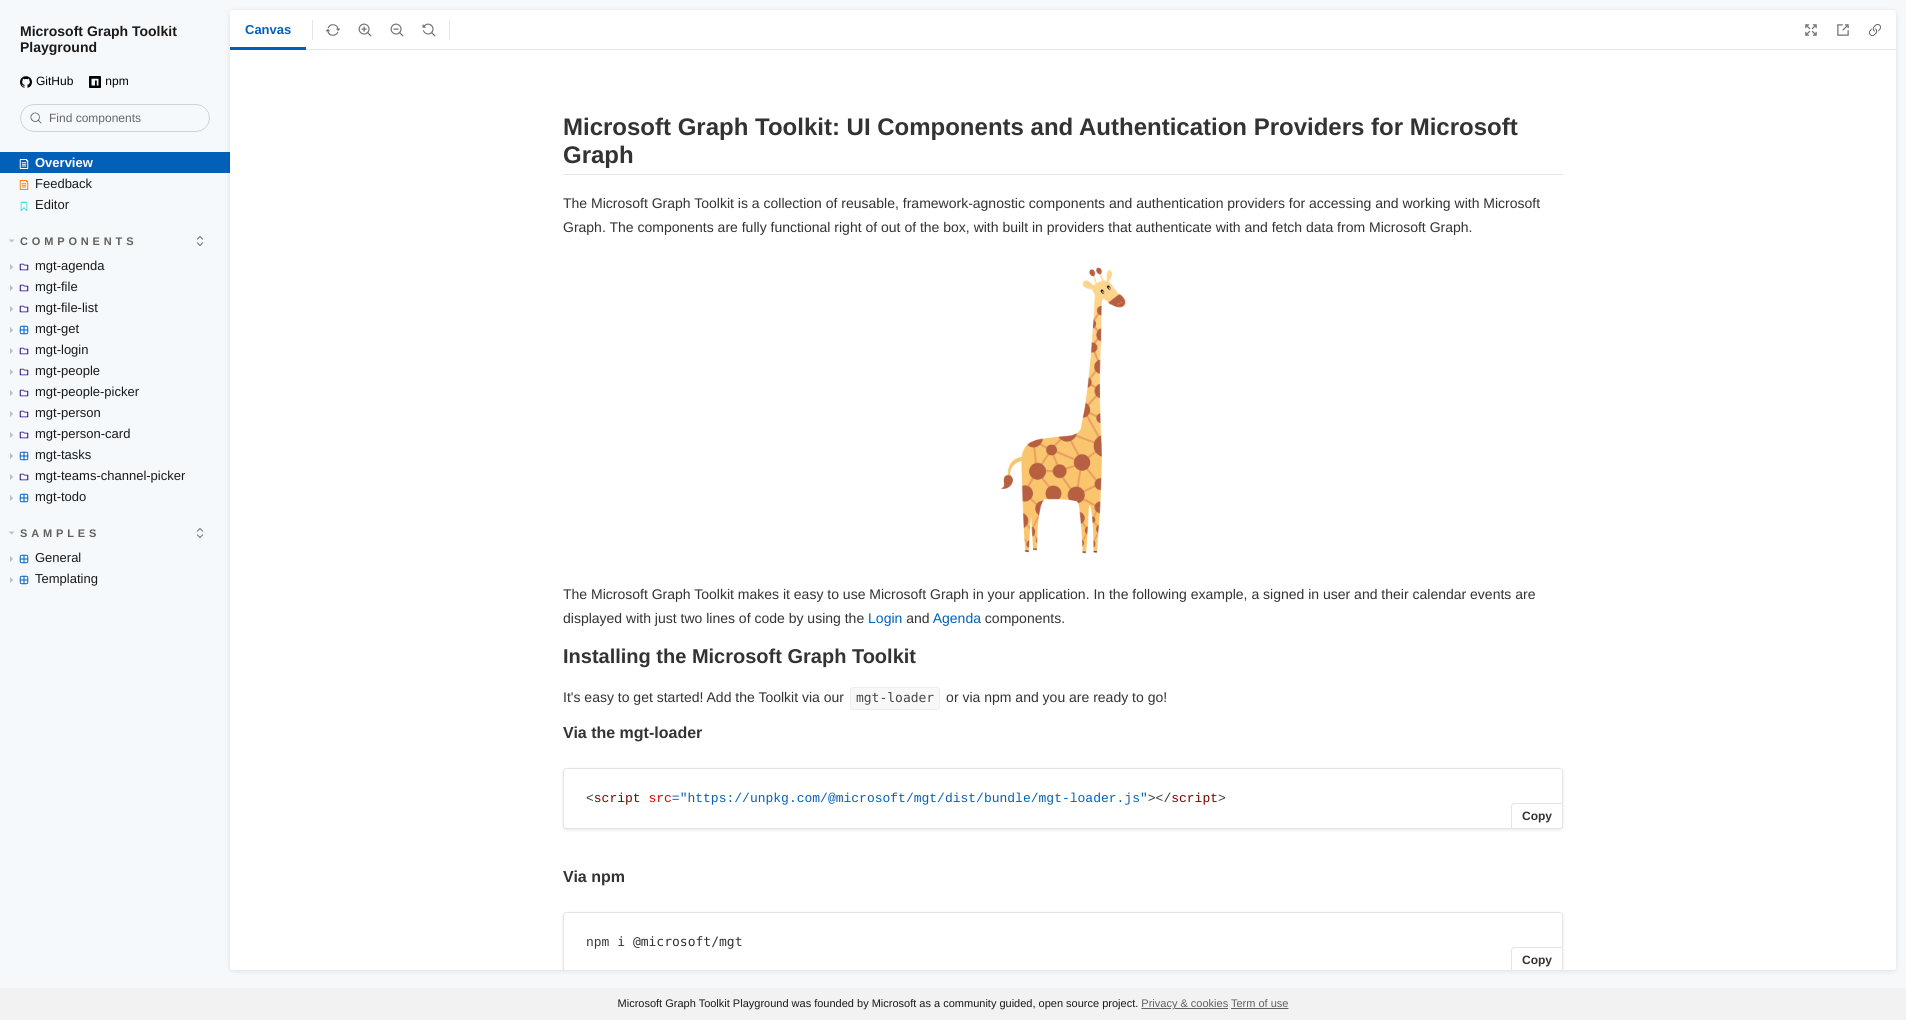 Microsoft Graph Toolkit
Playground
GitHub npm
Find components
Overview
Feedback
Editor
COMPONENTS
mgt-agenda
mgt-file
mgt-file-list
mgt-get
mgt-login
mgt-people
mgt-people-picker
mgt-person
mgt-person-card
mgt-tasks
mgt-teams-channel-picker
mgt-todo
SAMPLES
General
Templating
Canvas
Microsoft Graph Toolkit: UI Components and Authentication Providers for Microsoft
Graph
The Microsoft Graph Toolkit is a collection of reusable, framework-agnostic components and authentication providers for accessing and working with Microsoft
Graph. The components are fully functional right of out of the box, with built in providers that authenticate with and fetch data from Microsoft Graph.
The Microsoft Graph Toolkit makes it easy to use Microsoft Graph in your application. In the following example, a signed in user and their calendar events are
displayed with just two lines of code by using the Login and Agenda components.
Installing the Microsoft Graph Toolkit
It's easy to get started! Add the Toolkit via our mgt-loader or via npm and you are ready to go!
Via the mgt-loader
<script src="https://unpkg.com/@microsoft/mgt/dist/bundle/mgt-loader.js"></script>
Copy
Via npm
npm i @microsoft/mgt
Copy
Microsoft Graph Toolkit Playground was founded by Microsoft as a community guided, open source project. Privacy & cookies Term of use